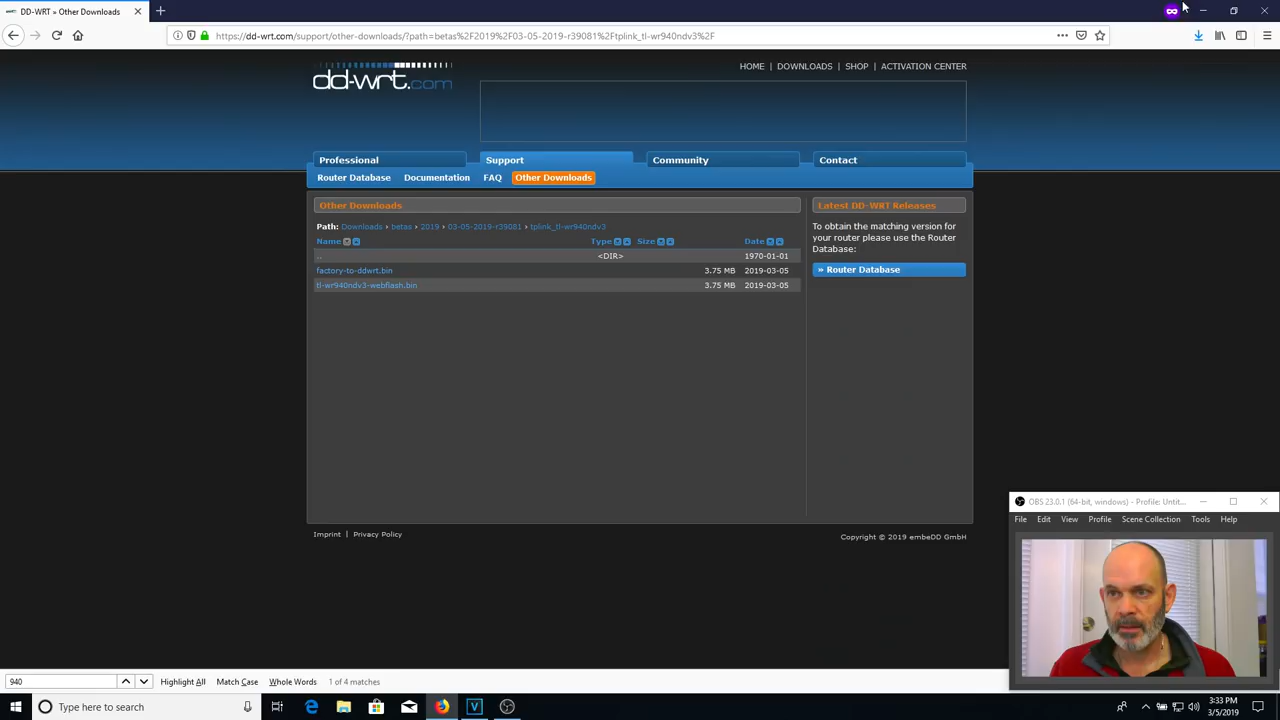 DD-WRT » Other Downloads
https://dd-wrt.com/support/other-downloads/?path=betas%2F2019%2F03-05-2019-r39081%2Ftplink_tl-wr940ndv3%2F
dd-wrt.com
HOME | DOWNLOADS | SHOP | ACTIVATION CENTER
Professional Support Community Contact
Router Database Documentation FAQ Other Downloads
Other Downloads
Path: Downloads › betas › 2019 › 03-05-2019-r39081 › tplink_tl-wr940ndv3
Name Type Size Date
.. <DIR> 1970-01-01
factory-to-ddwrt.bin 3.75 MB 2019-03-05
tl-wr940ndv3-webflash.bin 3.75 MB 2019-03-05
Latest DD-WRT Releases
To obtain the matching version for
your router please use the Router
Database:
» Router Database
Imprint | Privacy Policy
Copyright © 2019 embeDD GmbH
OBS 23.0.1 (64-bit, windows) - Profile: Untit...
File Edit View Profile Scene Collection Tools Help
940 Highlight All Match Case Whole Words 1 of 4 matches
Type here to search
3:33 PM
3/5/2019